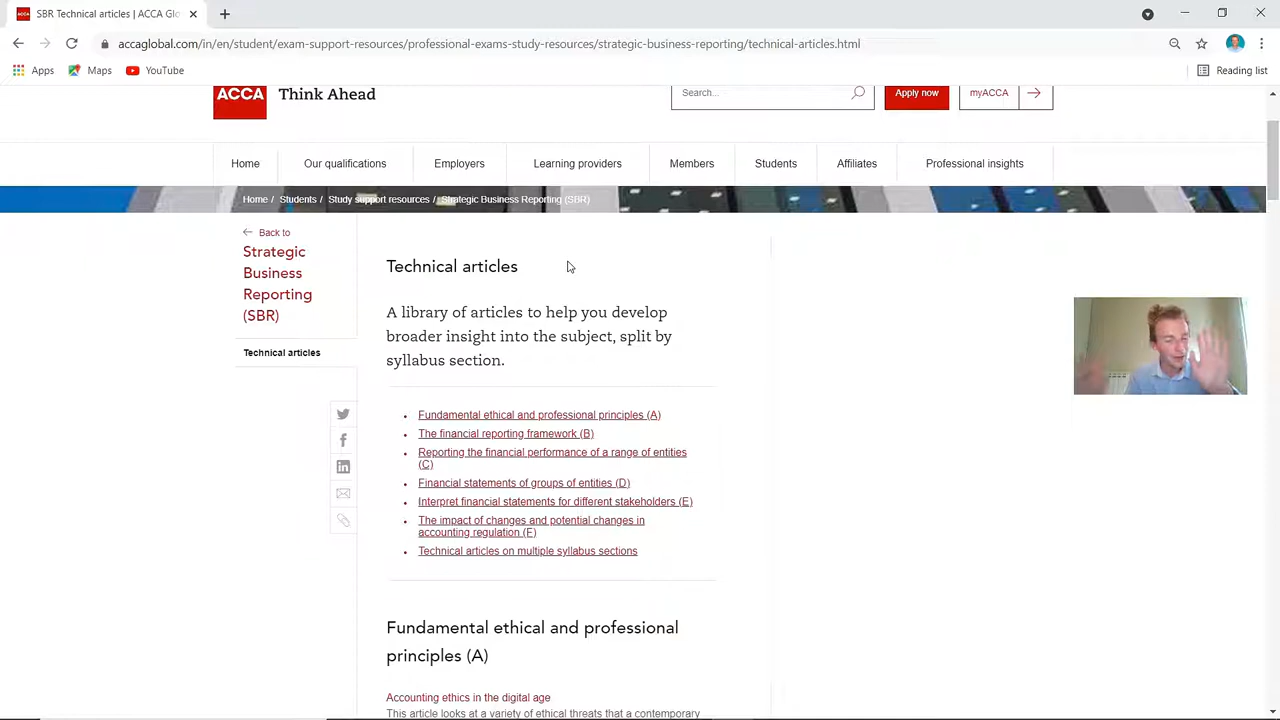 SBR Technical articles | ACCA Glo
accaglobal.com/in/en/student/exam-support-resources/professional-exams-study-resources/strategic-business-reporting/technical-articles.html
Apps
Maps
YouTube
Reading list
ACCA
Think Ahead
Search...
Apply now
myACCA
Home
Our qualifications
Employers
Learning providers
Members
Students
Affiliates
Professional insights
Home / Students / Study support resources / Strategic Business Reporting (SBR)
Back to
Strategic
Business
Reporting
(SBR)
Technical articles
Technical articles
A library of articles to help you develop
broader insight into the subject, split by
syllabus section.
Fundamental ethical and professional principles (A)
The financial reporting framework (B)
Reporting the financial performance of a range of entities
(C)
Financial statements of groups of entities (D)
Interpret financial statements for different stakeholders (E)
The impact of changes and potential changes in
accounting regulation (F)
Technical articles on multiple syllabus sections
Fundamental ethical and professional
principles (A)
Accounting ethics in the digital age
This article looks at a variety of ethical threats that a contemporary